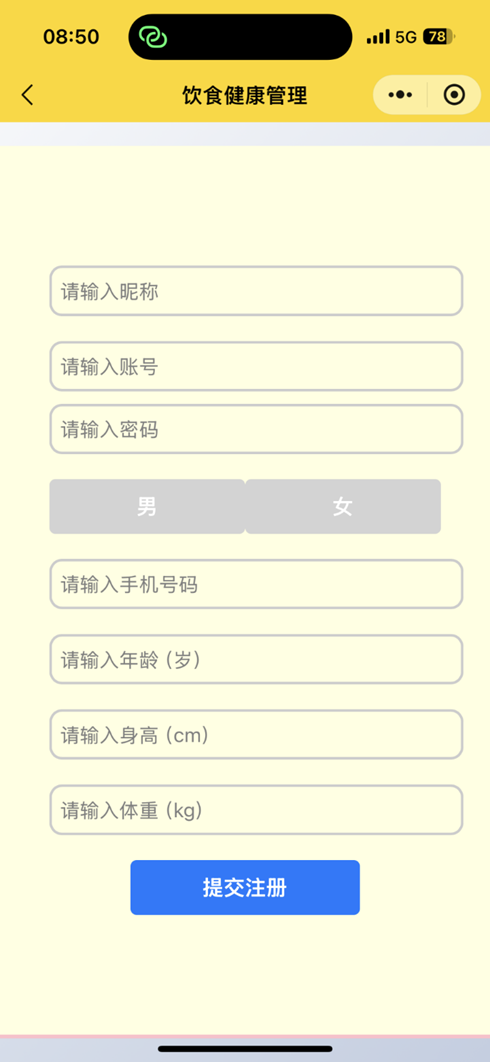 08:50 5G 78
饮食健康管理
请输入昵称
请输入账号
请输入密码
男 女
请输入手机号码
请输入年龄 (岁)
请输入身高 (cm)
请输入体重 (kg)
提交注册